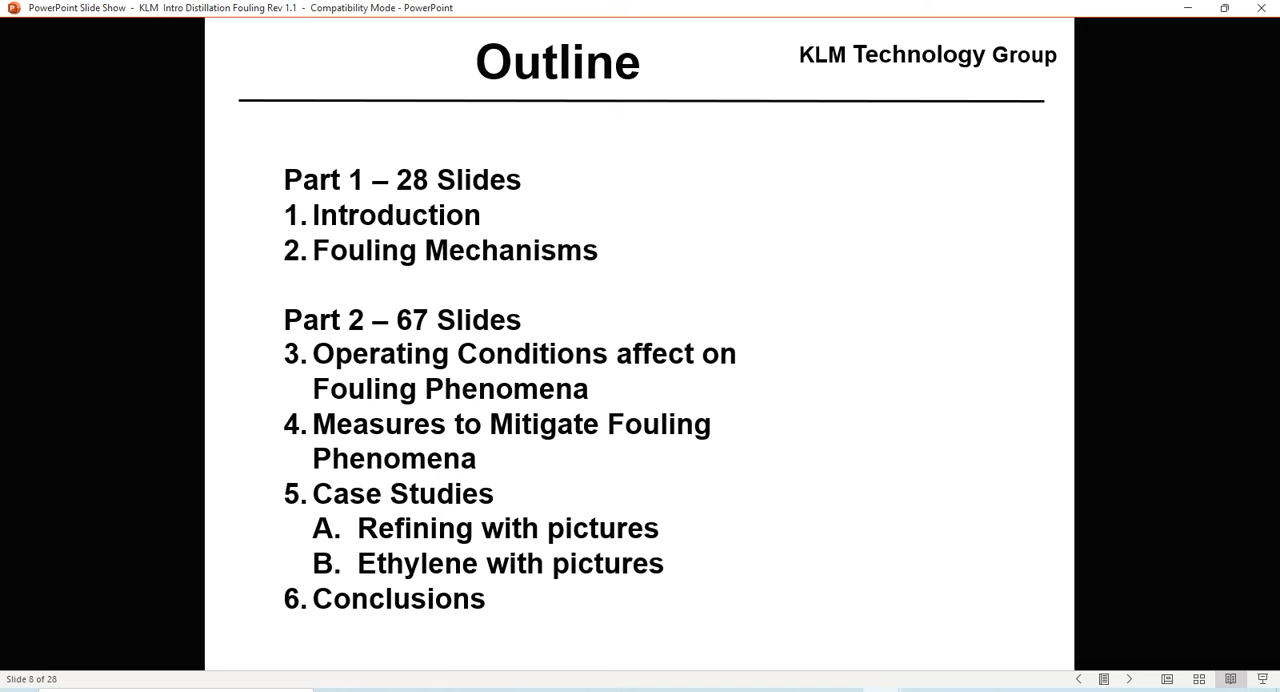 PowerPoint Slide Show - KLM Intro Distillation Fouling Rev 1.1 - Compatibility Mode - PowerPoint
Outline
KLM Technology Group
Part 1 – 28 Slides
1. Introduction
2. Fouling Mechanisms
Part 2 – 67 Slides
3. Operating Conditions affect on
Fouling Phenomena
4. Measures to Mitigate Fouling
Phenomena
5. Case Studies
A. Refining with pictures
B. Ethylene with pictures
6. Conclusions
Slide 8 of 28